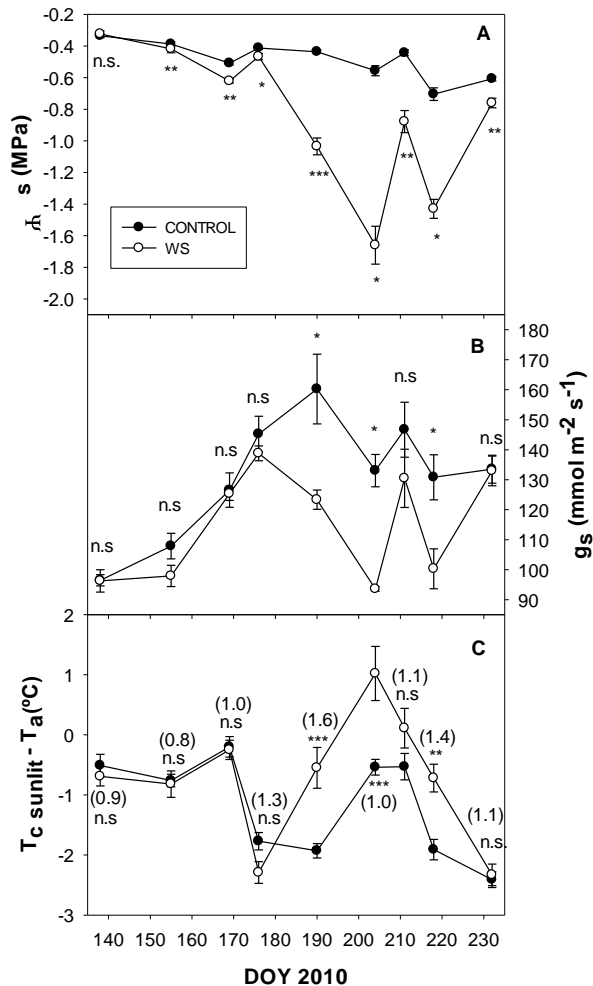 A
-0.2
-0.4
-0.6
-0.8
-1.0
-1.2
-1.4
-1.6
-1.8
-2.0
s (MPa)
n.s.
**
**
*
***
*
**
*
**
CONTROL
WS
B
180
170
160
150
140
130
120
110
100
90
gs (mmol m-2 s-1)
n.s
n.s
n.s
n.s
*
*
n.s
*
n.s
C
2
1
0
-1
-2
-3
Tc sunlit - Ta(ºC)
(0.9)
n.s
(0.8)
n.s
(1.0)
n.s
(1.3)
n.s
(1.6)
***
***
(1.0)
(1.1)
n.s
(1.4)
**
(1.1)
n.s.
140 150 160 170 180 190 200 210 220 230
DOY 2010